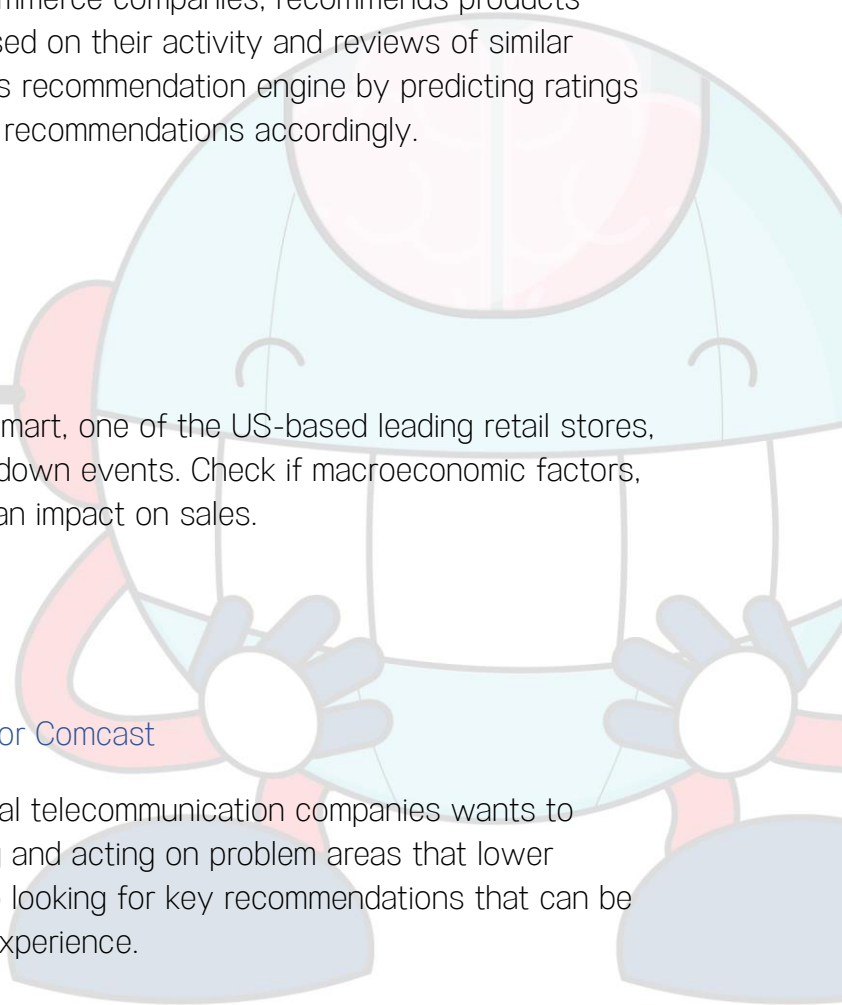 mmerce companies, recommends products
sed on their activity and reviews of similar
s recommendation engine by predicting ratings
recommendations accordingly.
mart, one of the US-based leading retail stores,
down events. Check if macroeconomic factors,
an impact on sales.
or Comcast
al telecommunication companies wants to
g and acting on problem areas that lower
looking for key recommendations that can be
xperience.